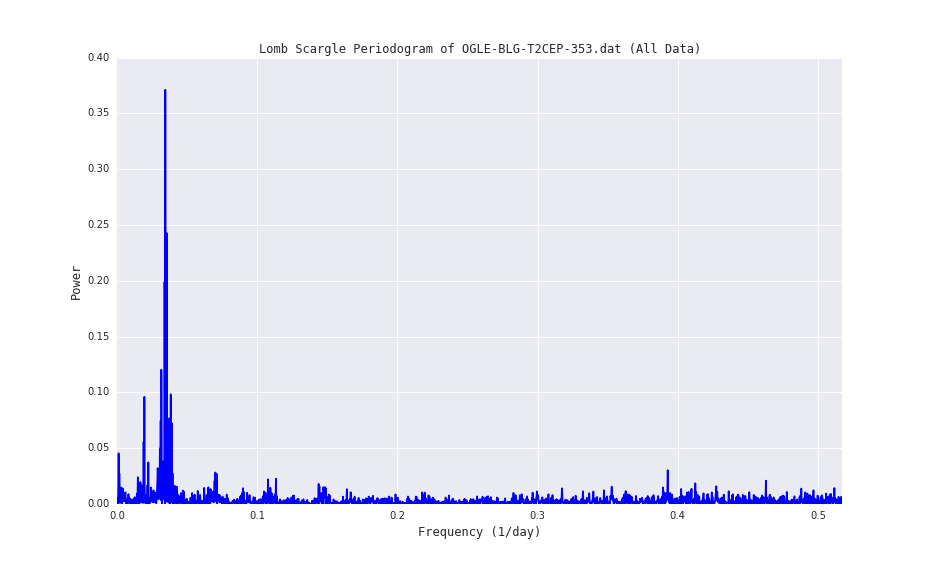 Lomb Scargle Periodogram of OGLE-BLG-T2CEP-353.dat (All Data)
0.40
0.35
0.30
0.25
0.20
0.15
0.10
0.05
0.00
Power
0.0 0.1 0.2 0.3 0.4 0.5
Frequency (1/day)